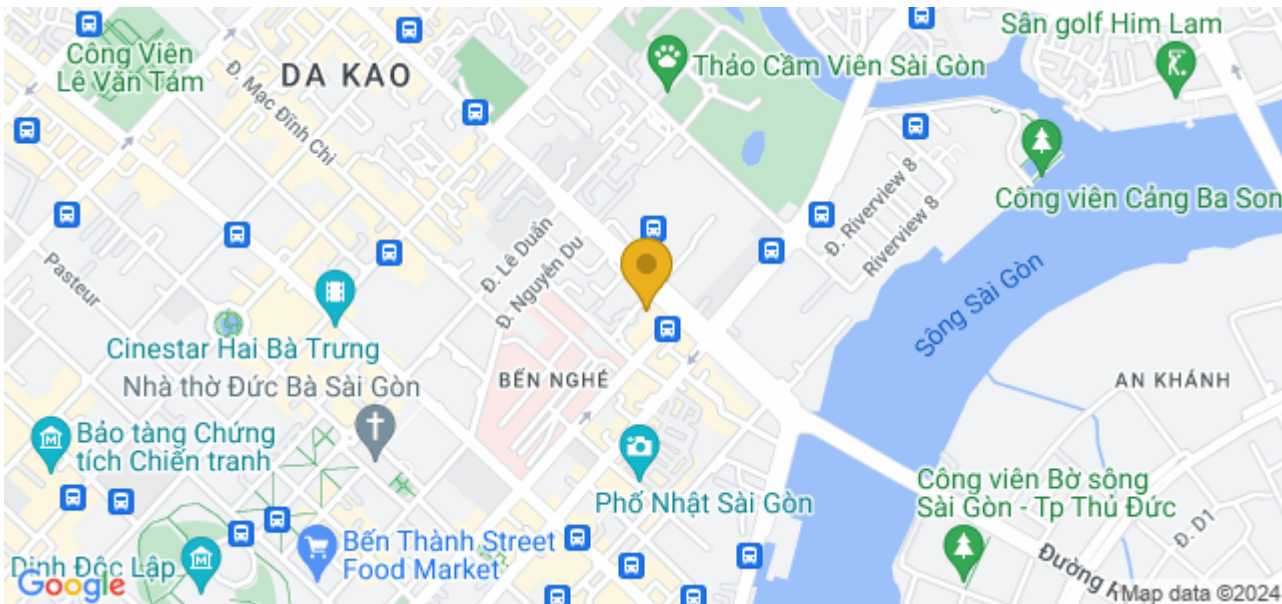 Sân golf Him Lam
Công Viên
Lê Văn Tám
DA KAO
Thảo Cầm Viên Sài Gòn
Đ. Mạc Đĩnh Chi
Công viên Cảng Ba Son
Đ. Riverview 8
Riverview 8
Đ. Lê Duẩn
Đ. Nguyễn Du
Pasteur
Sông Sài Gòn
Cinestar Hai Bà Trưng
Nhà thờ Đức Bà Sài Gòn
BẾN NGHÉ
AN KHÁNH
Bảo tàng Chứng
tích Chiến tranh
Phố Nhật Sài Gòn
Công viên Bờ sông
Sài Gòn - Tp Thủ Đức
Đ. D1
Bến Thành Street
Food Market
Dinh Độc Lập
Đường
Google
Map data ©2024